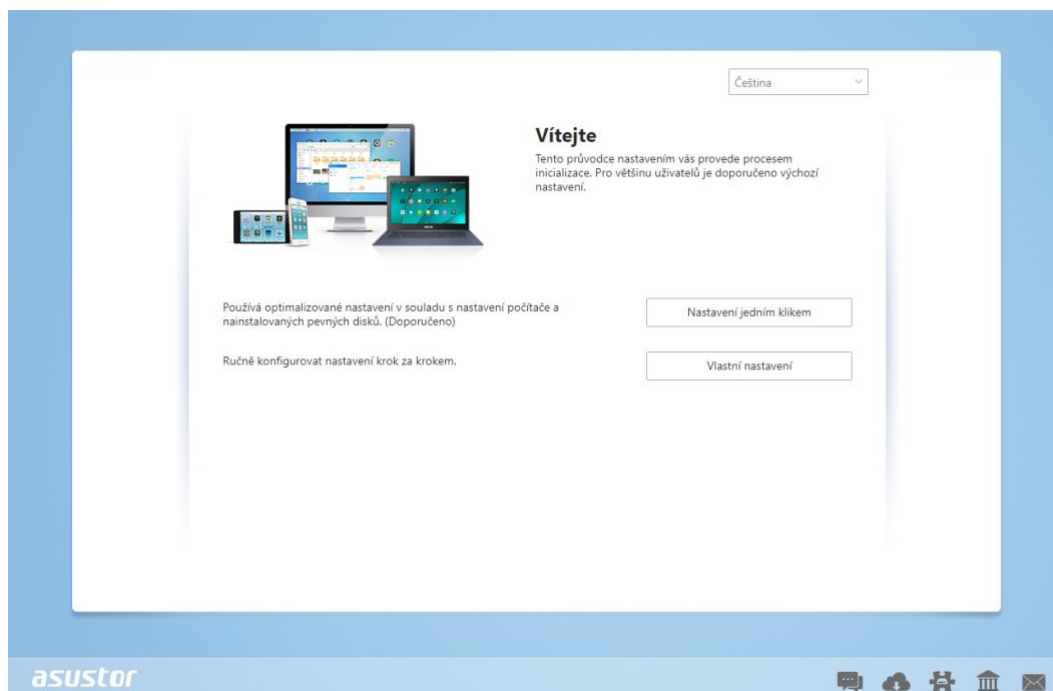 Čeština
Vítejte
Tento průvodce nastavením vás provede procesem
inicializace. Pro většinu uživatelů je doporučeno výchozí
nastavení.
Používá optimalizované nastavení v souladu s nastavení počítače a
nainstalovaných pevných disků. (Doporučeno)
Nastavení jedním klikem
Ručně konfigurovat nastavení krok za krokem.
Vlastní nastavení
asustor